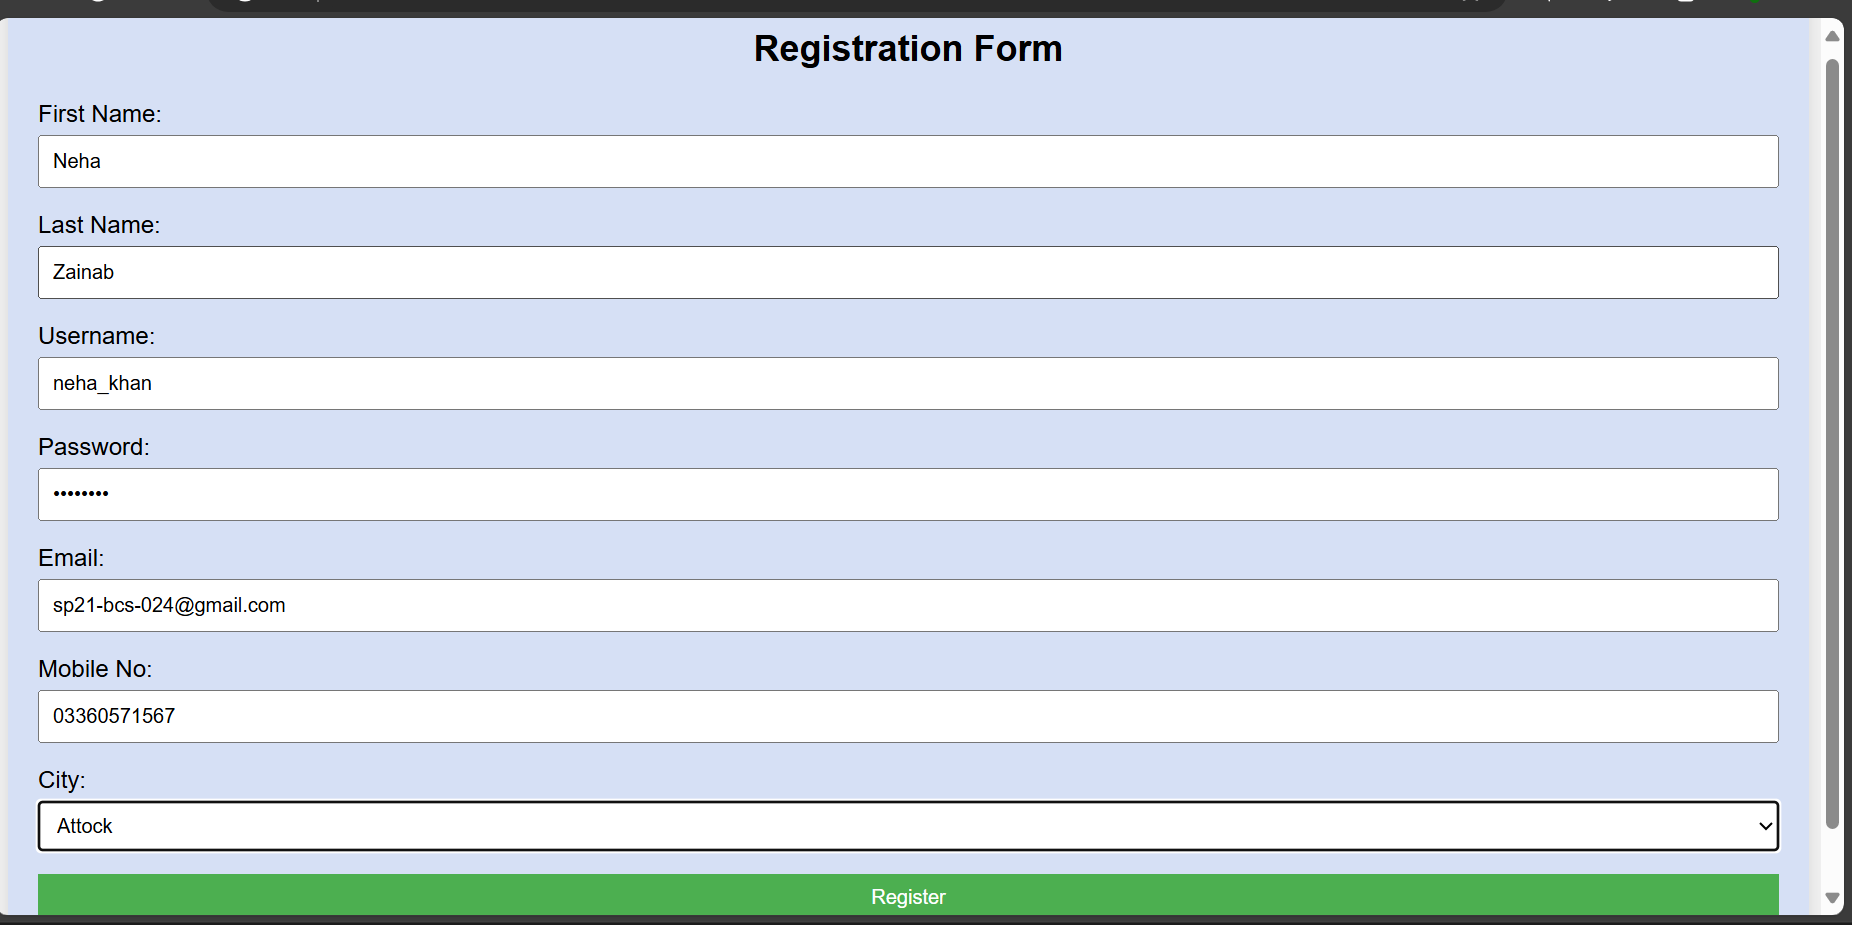 Registration Form
First Name:
Neha
Last Name:
Zainab
Username:
neha_khan
Password:
••••••••
Email:
sp21-bcs-024@gmail.com
Mobile No:
03360571567
City:
Attock
Register